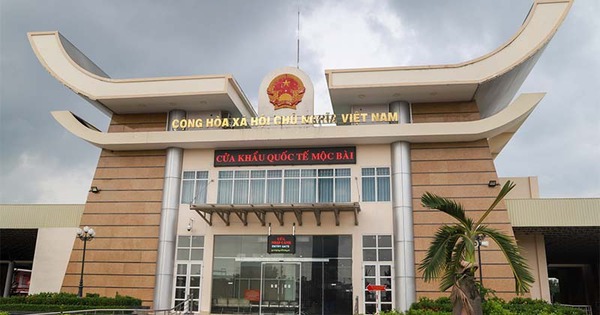 CỘNG HÒA XÃ HỘI CHỦ NGHĨA VIỆT NAM
CỬA KHẨU QUỐC TẾ MỘC BÀI